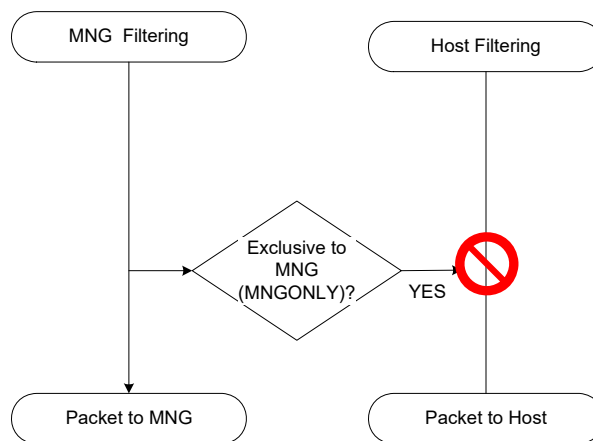 MNG  Filtering
Host Filtering
Exclusive to
MNG
(MNGONLY)?
YES
Packet to MNG
Packet to Host